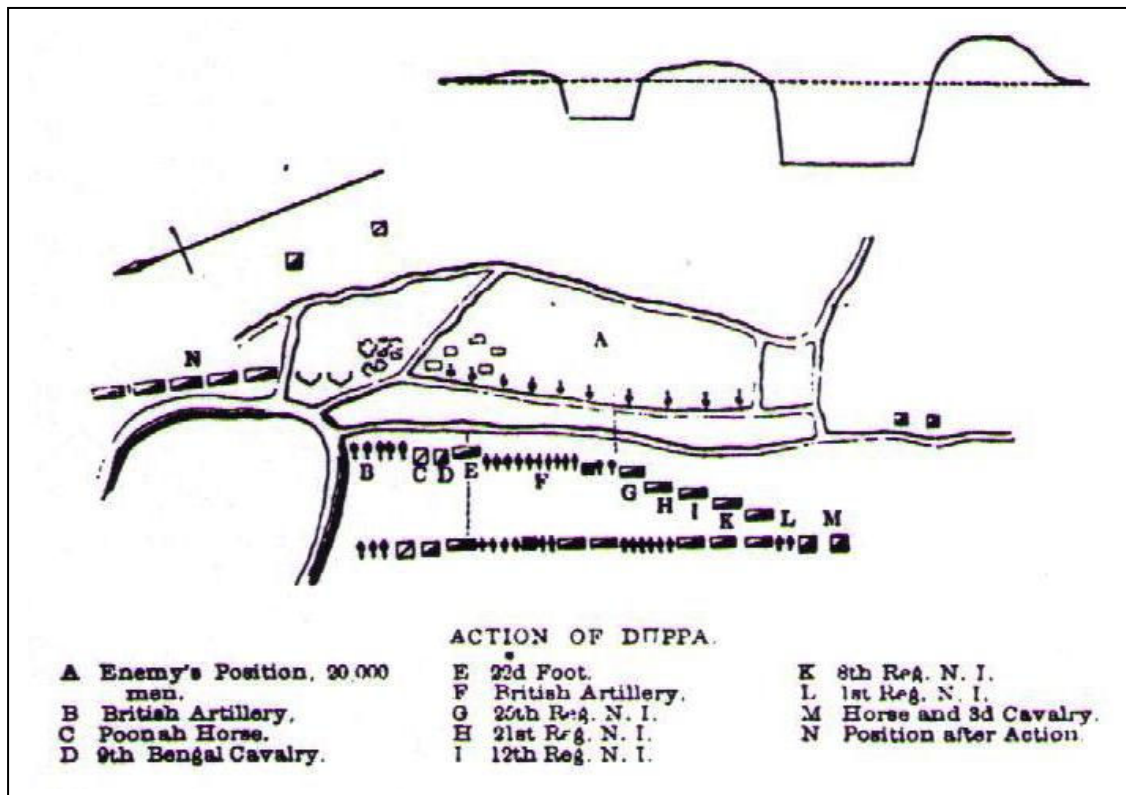 A
N
B
C
D
E
F
G
H
I
K
L
M
ACTION OF DUPPA.
A Enemy's Position, 20,000
men.
B British Artillery.
C Poonah Horse.
D 9th Bengal Cavalry.
E 22d Foot.
F British Artillery.
G 25th Reg. N. I.
H 21st Reg. N. I.
I 12th Reg. N. I.
K 8th Reg. N. I.
L 1st Reg. N. I.
M Horse and 3d Cavalry.
N Position after Action.